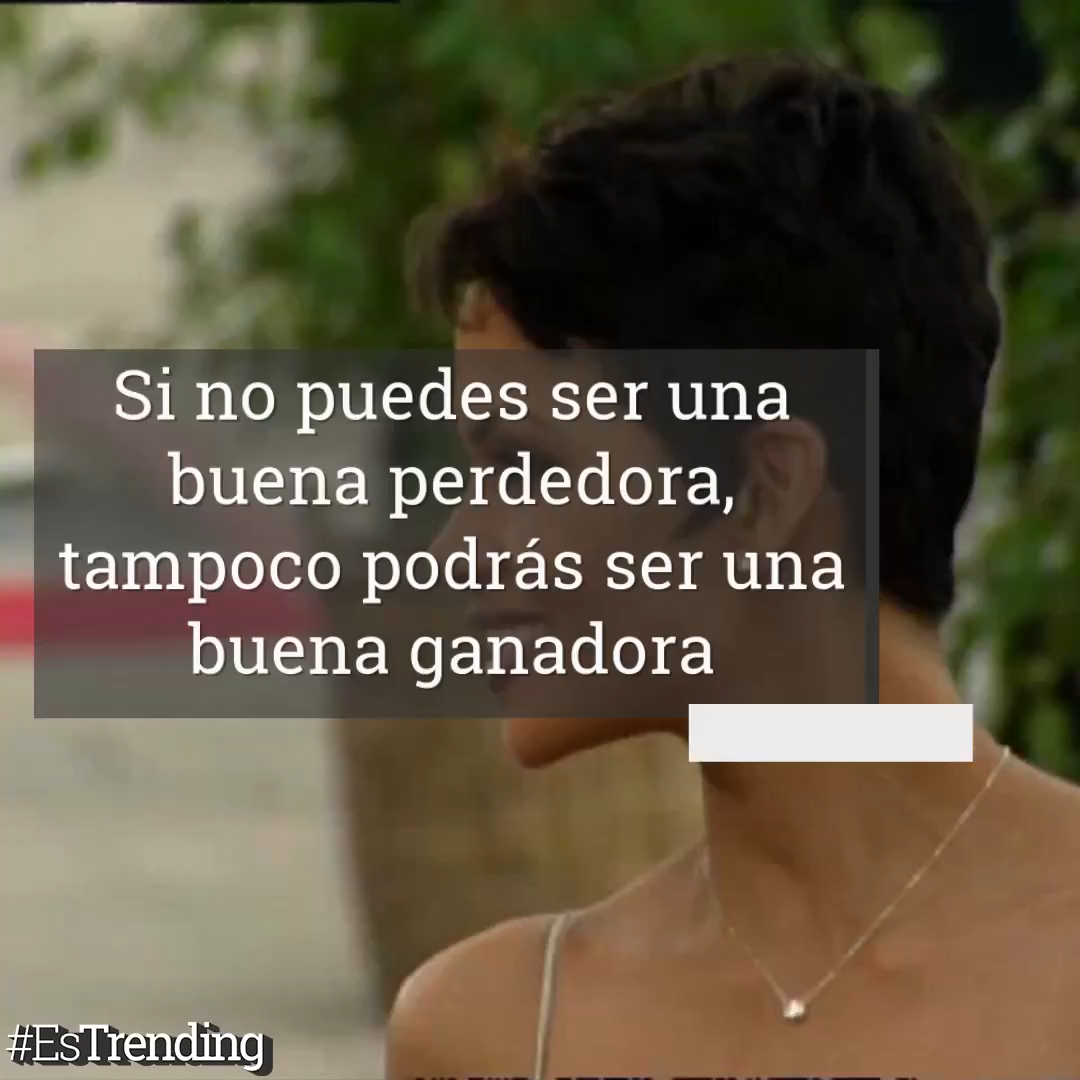 Si no puedes ser una
buena perdedora,
tampoco podrás ser una
buena ganadora
#EsTrending